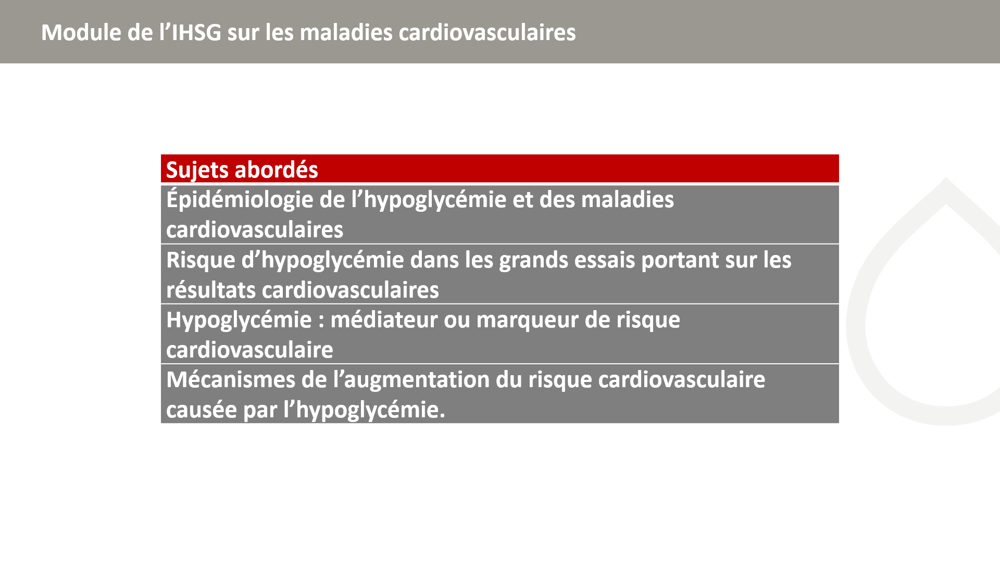 Module de l’IHSG sur les maladies cardiovasculaires
Sujets abordés
Épidémiologie de l’hypoglycémie et des maladies
cardiovasculaires
Risque d’hypoglycémie dans les grands essais portant sur les
résultats cardiovasculaires
Hypoglycémie : médiateur ou marqueur de risque
cardiovasculaire
Mécanismes de l’augmentation du risque cardiovasculaire
causée par l’hypoglycémie.